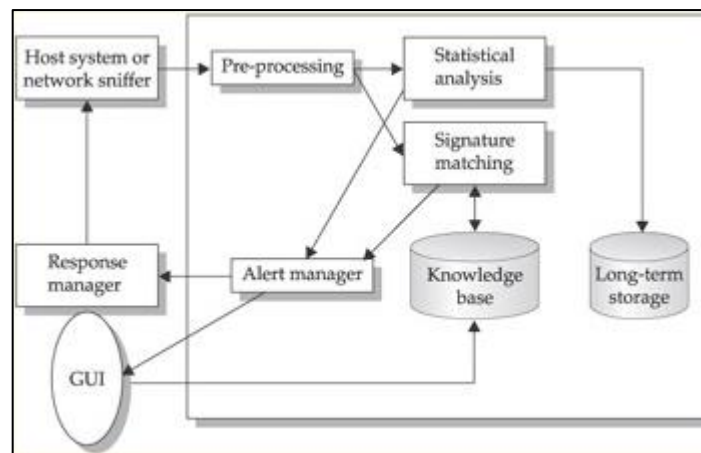 Host system or
network sniffer
Pre-processing
Statistical
analysis
Signature
matching
Response
manager
Alert manager
Knowledge
base
Long-term
storage
GUI